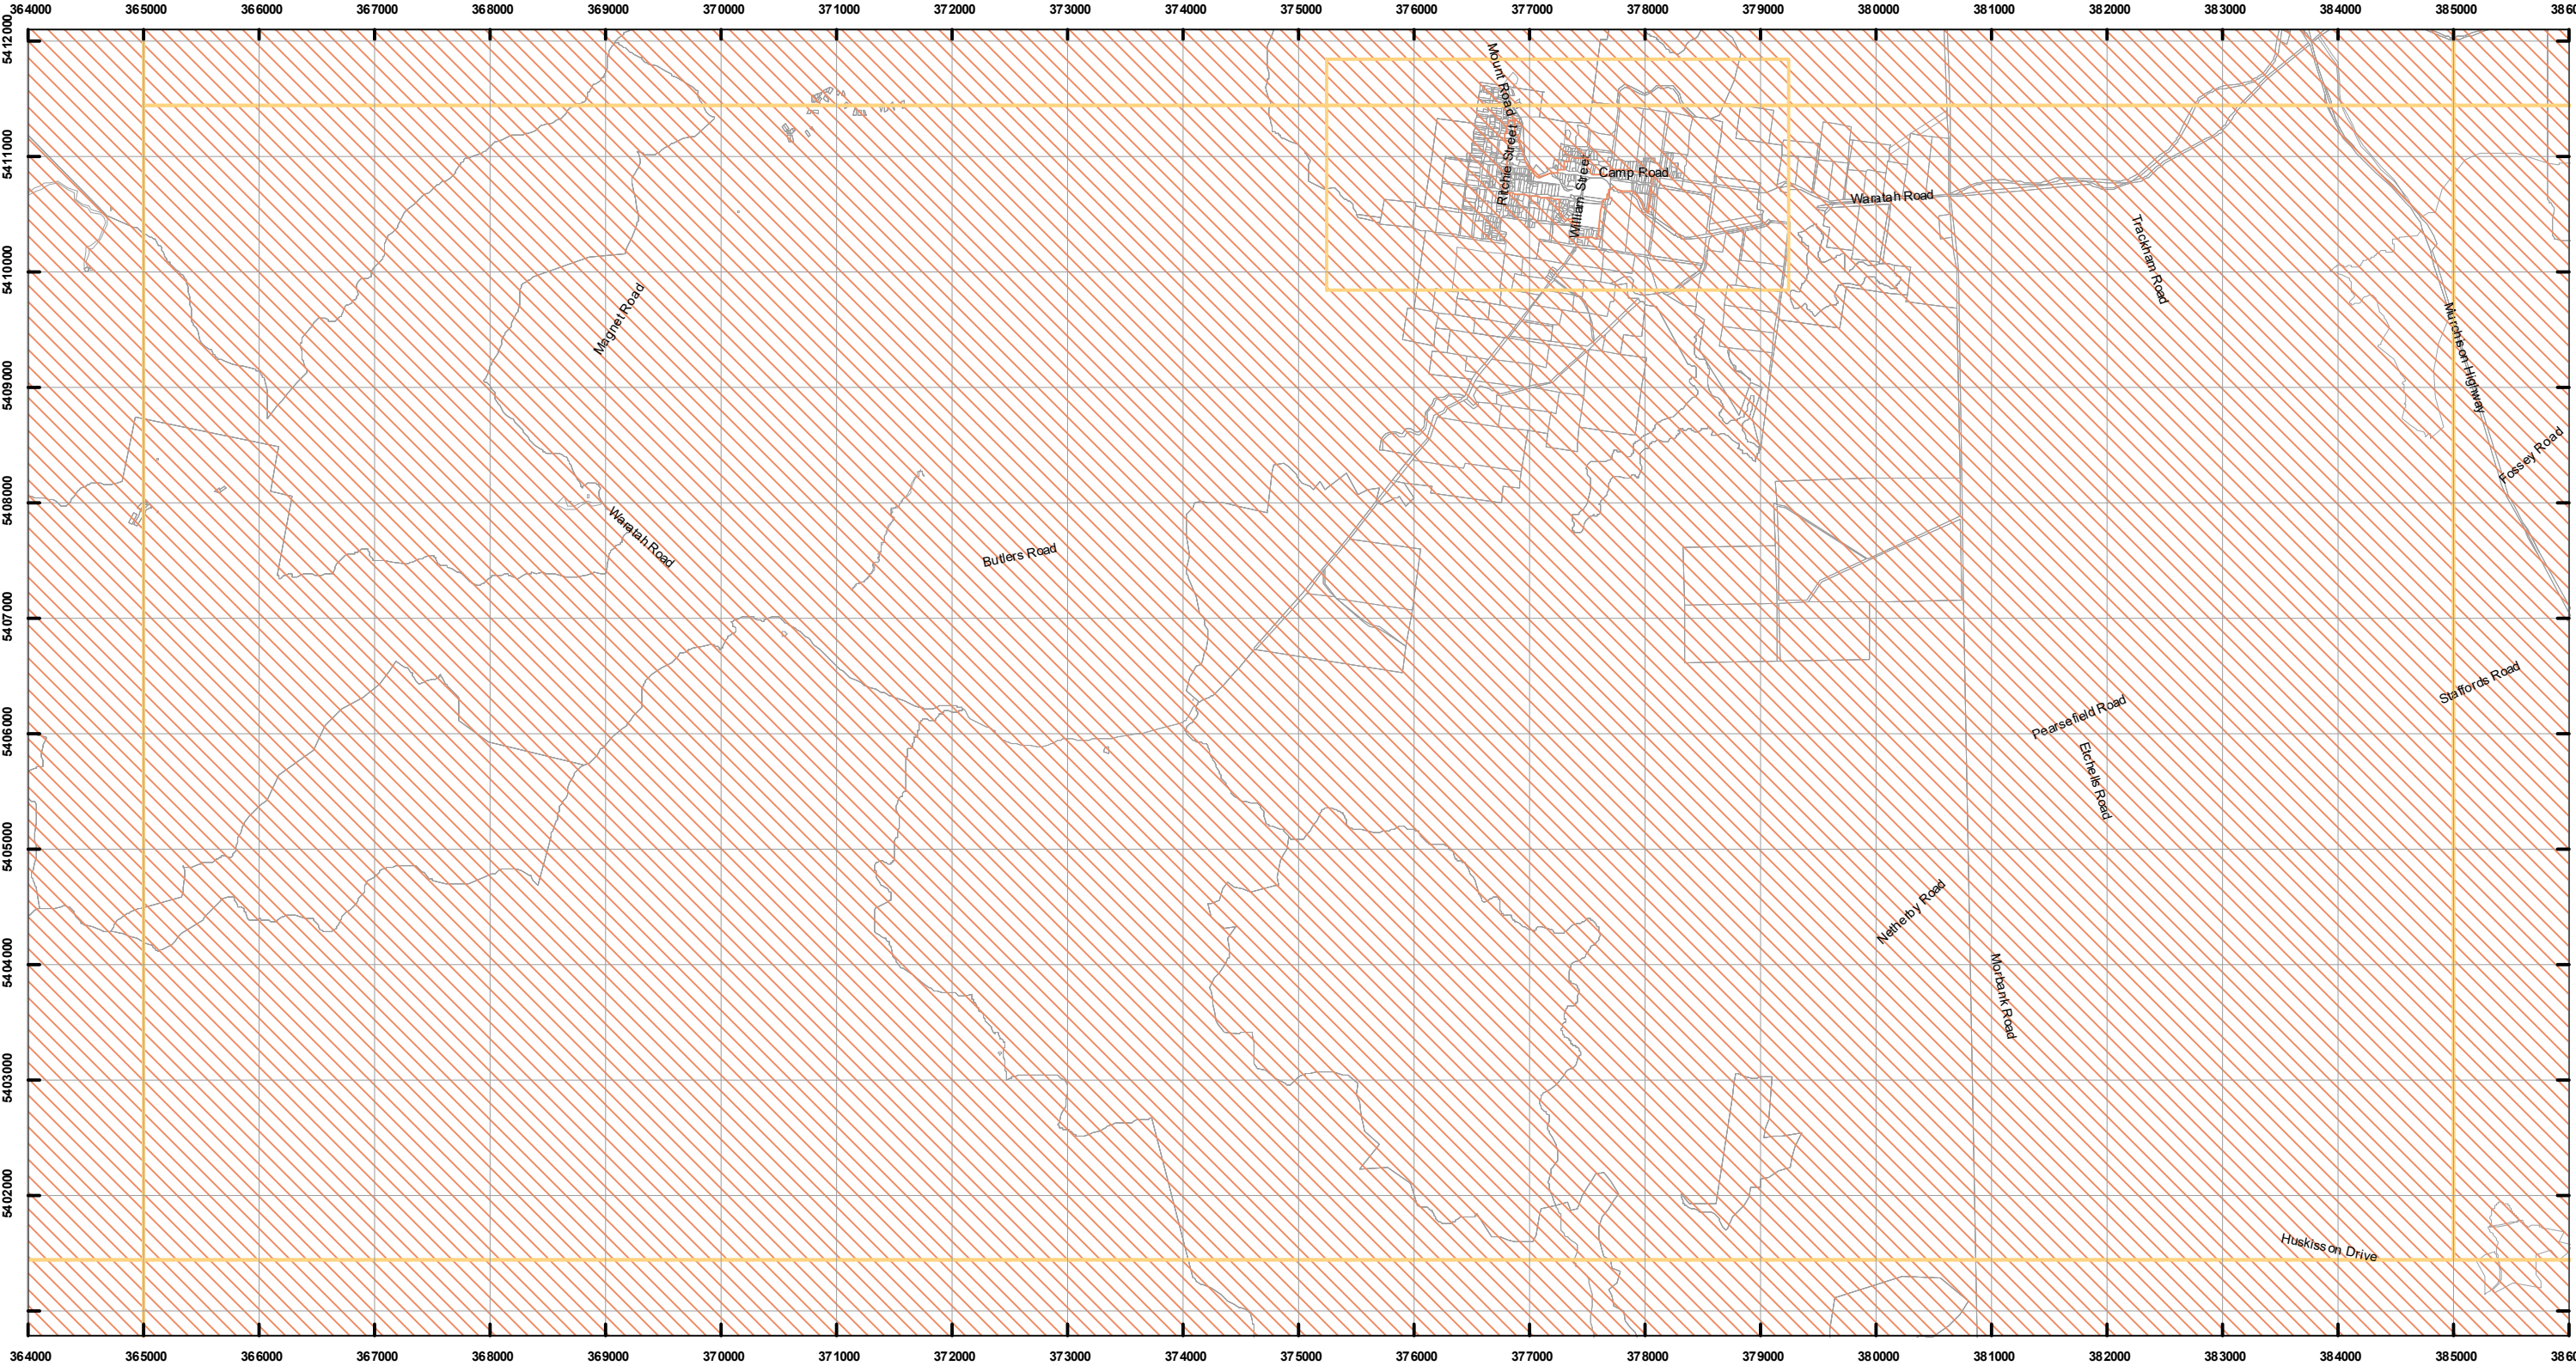 364000 365000 366000 367000 368000 369000 370000 371000 372000 373000 374000 375000 376000 377000 378000 379000 380000 381000 382000 383000 384000 385000
5412000
Mount Road
5411000
Ritchie Street
William Stree
Camp Road
Waratah Road
Trackham Road
5410000
Magnet Road
Murchison Highway
5409000
Fossey Road
5408000
Waratah Road
Butlers Road
5407000
Staffords Road
Pearsefield Road
5406000
Etchells Road
5405000
Netherby Road
5404000
Morbank Road
5403000
5402000
Huskisson Drive
364000 365000 366000 367000 368000 369000 370000 371000 372000 373000 374000 375000 376000 377000 378000 379000 380000 381000 382000 383000 384000 385000